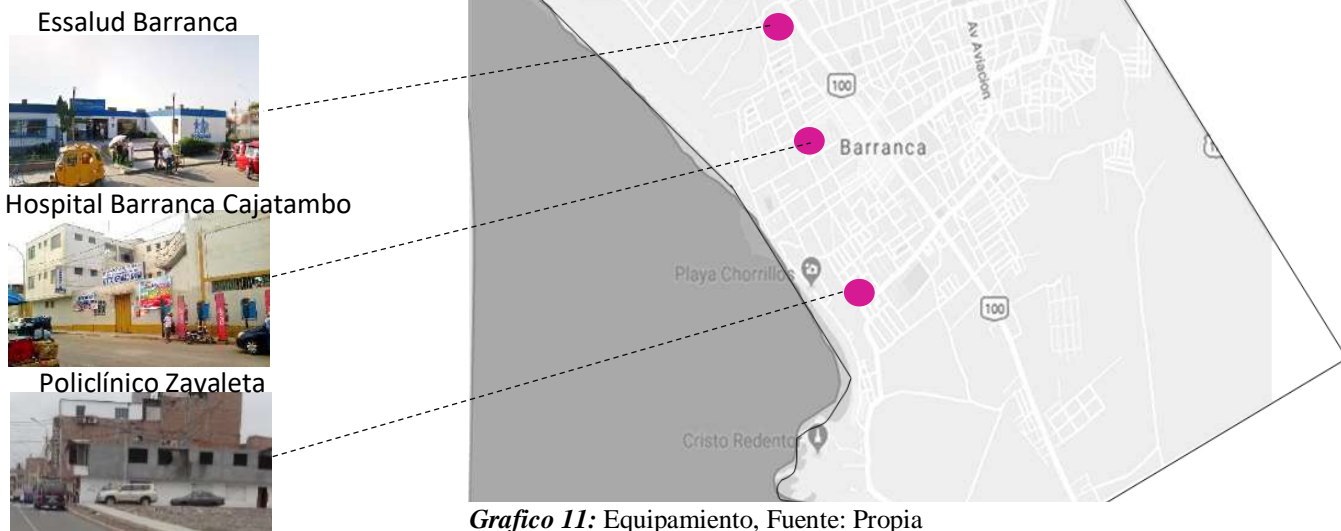 Essalud Barranca
Hospital Barranca Cajatambo
Policlínico Zavaleta
Av Aviacion
100
Barranca
Playa Chorrillos
100
Cristo Redentor
Grafico 11: Equipamiento, Fuente: Propia